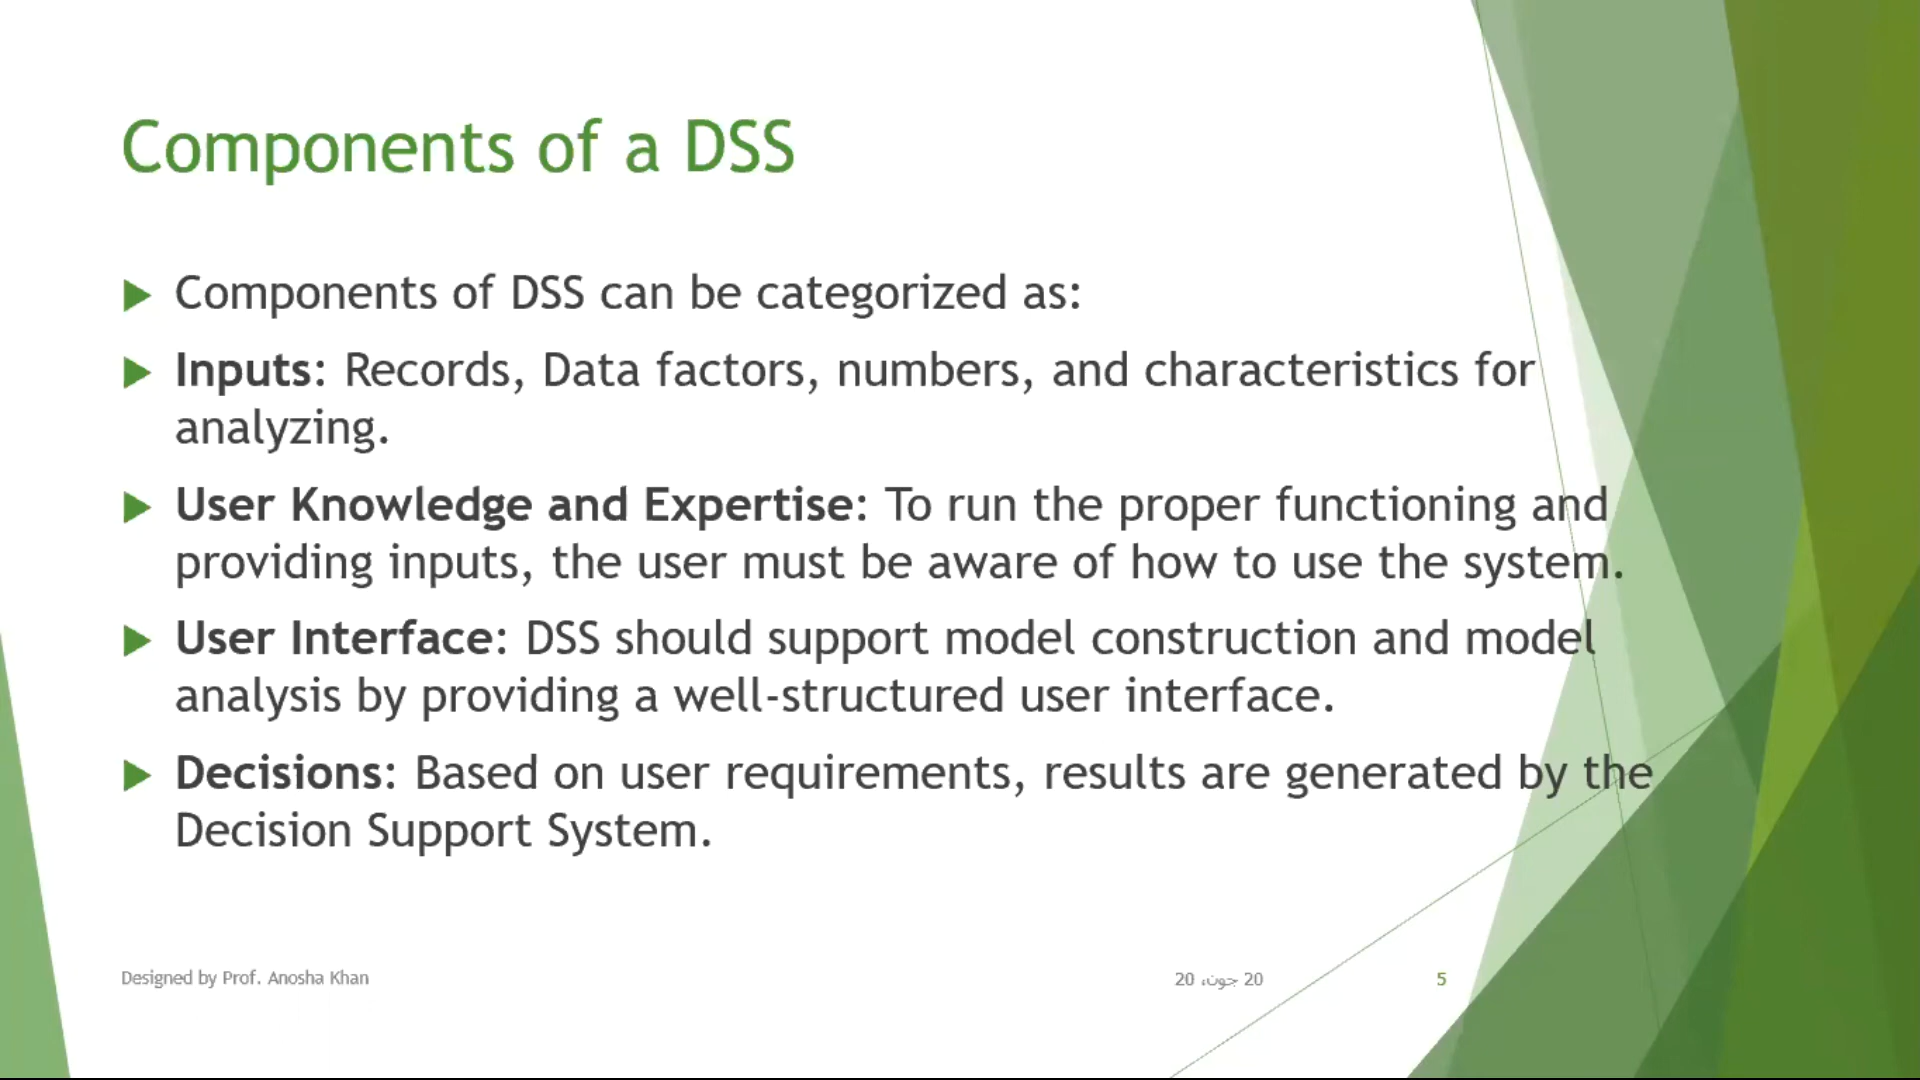 Components of a DSS
Components of DSS can be categorized as:
Inputs: Records, Data factors, numbers, and characteristics for
analyzing.
User Knowledge and Expertise: To run the proper functioning and
providing inputs, the user must be aware of how to use the system.
User Interface: DSS should support model construction and model
analysis by providing a well-structured user interface.
Decisions: Based on user requirements, results are generated by the
Decision Support System.
Designed by Prof. Anosha Khan
20 جون، 20
5